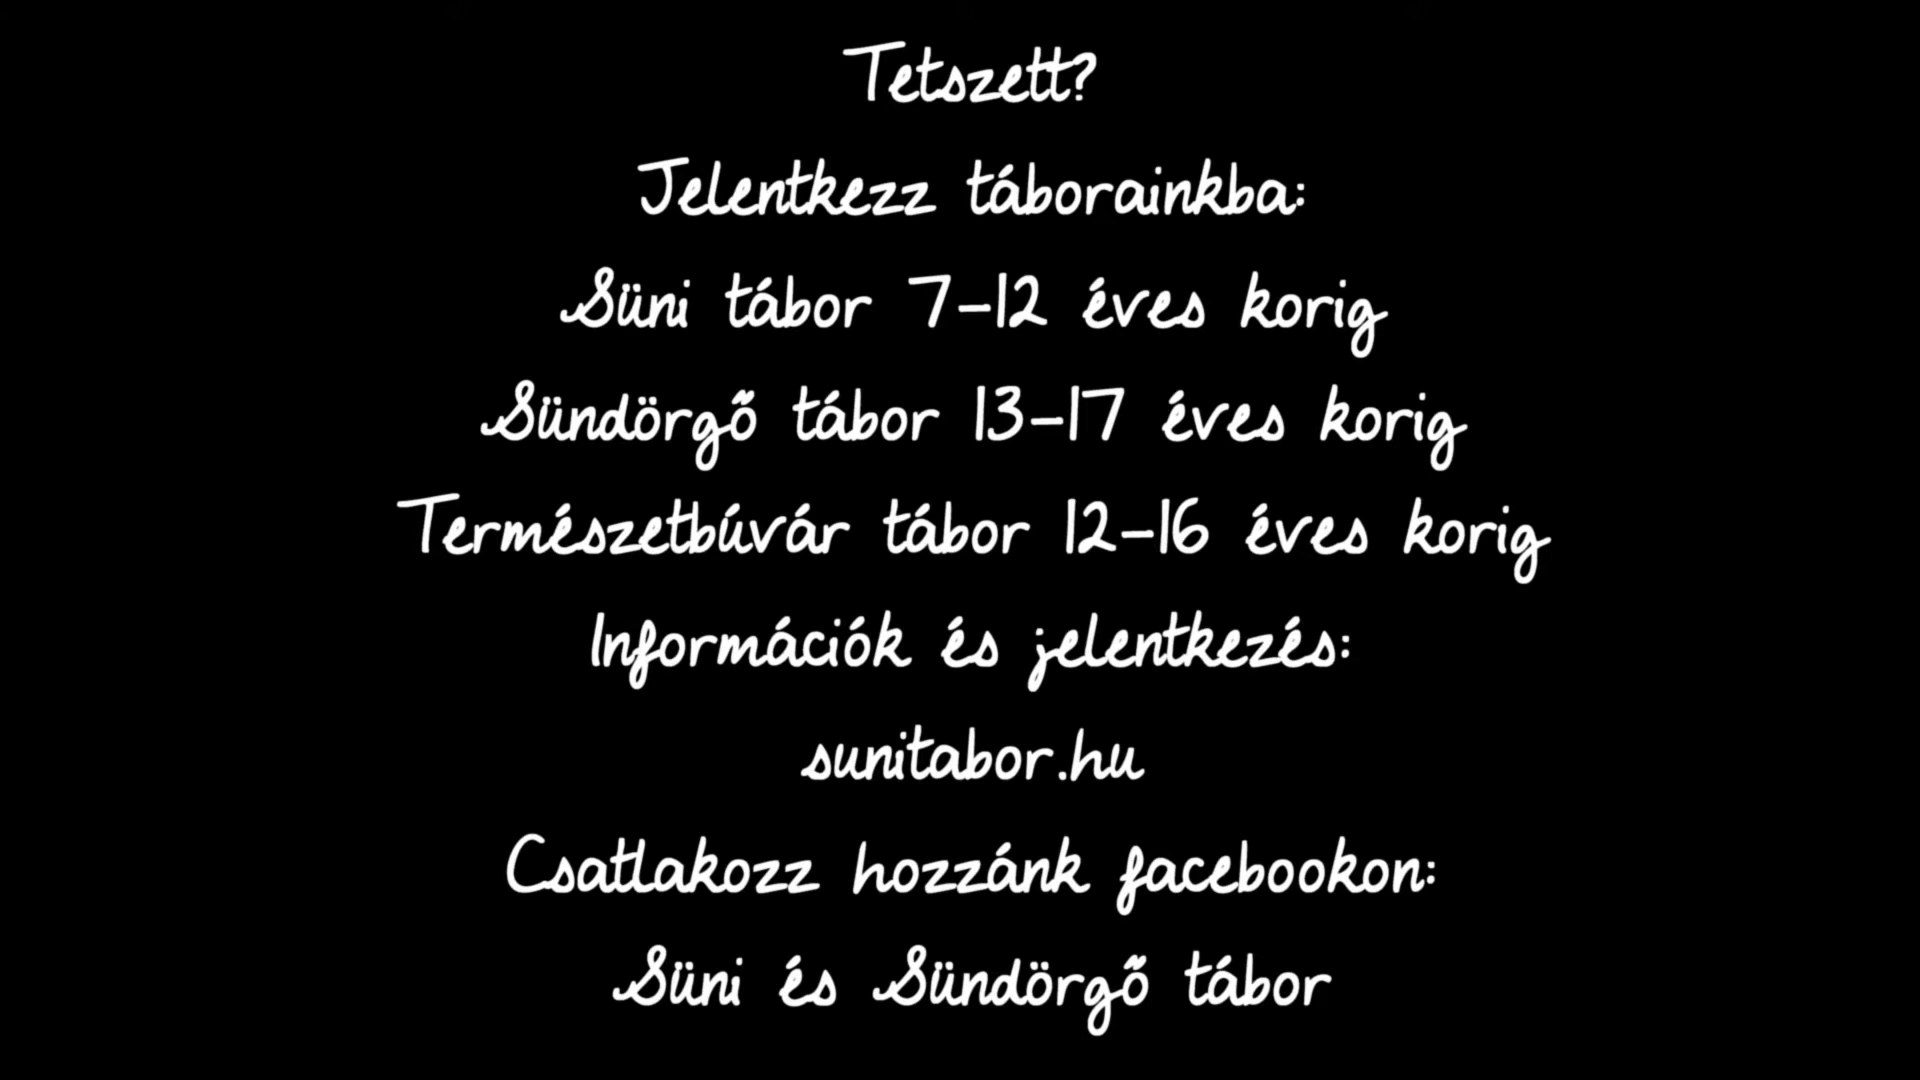 Tetszett?
Jelentkezz táborainkba:
Süni tábor 7-12 éves korig
Sündörgő tábor 13-17 éves korig
Természetbúvár tábor 12-16 éves korig
Információk és jelentkezés:
sunitabor.hu
Csatlakozz hozzánk facebookon:
Süni és Sündörgő tábor